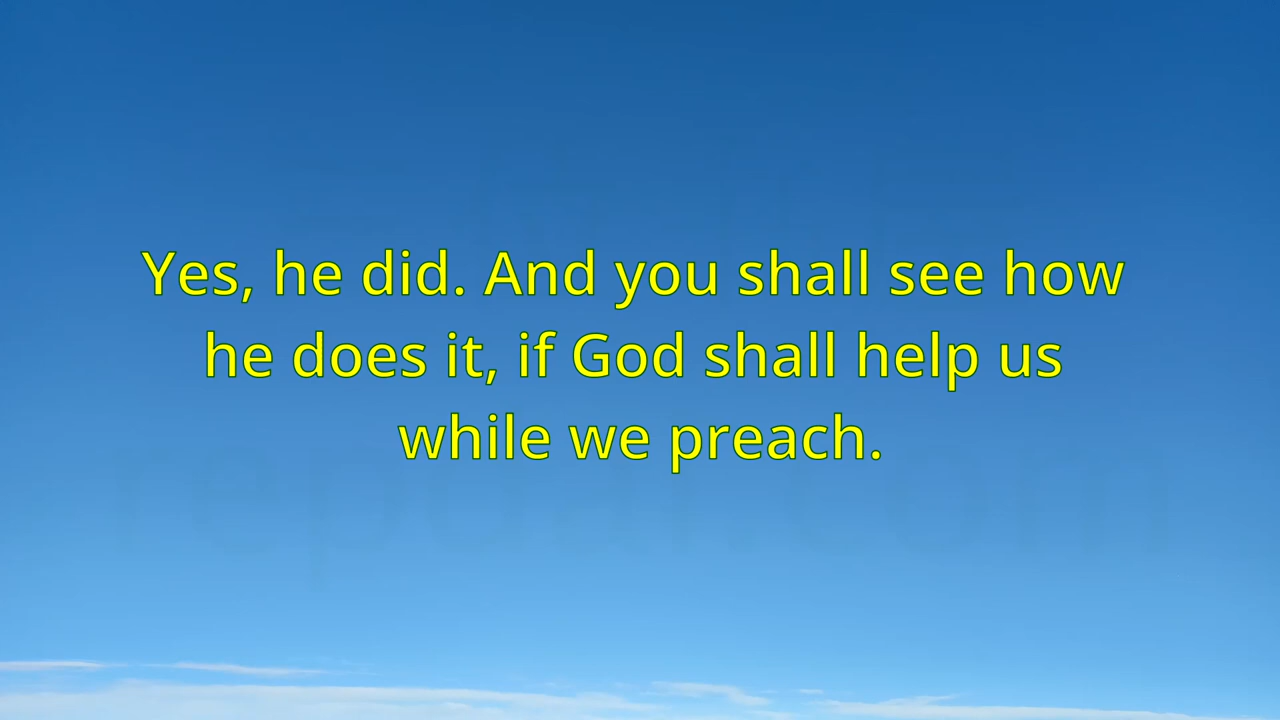 Yes, he did. And you shall see how
he does it, if God shall help us
while we preach.